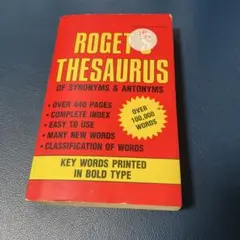 ROGET'S
THESAURUS
OF SYNONYMS & ANTONYMS
• OVER 440 PAGES
• COMPLETE INDEX
• EASY TO USE
• MANY NEW WORDS
• CLASSIFICATION OF WORDS
OVER
100,000
WORDS
KEY WORDS PRINTED
IN BOLD TYPE